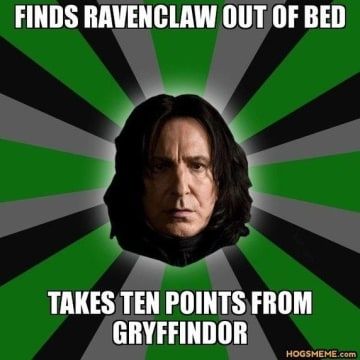 FINDS RAVENCLAW OUT OF BED
TAKES TEN POINTS FROM
GRYFFINDOR
HOGSMEME.COM